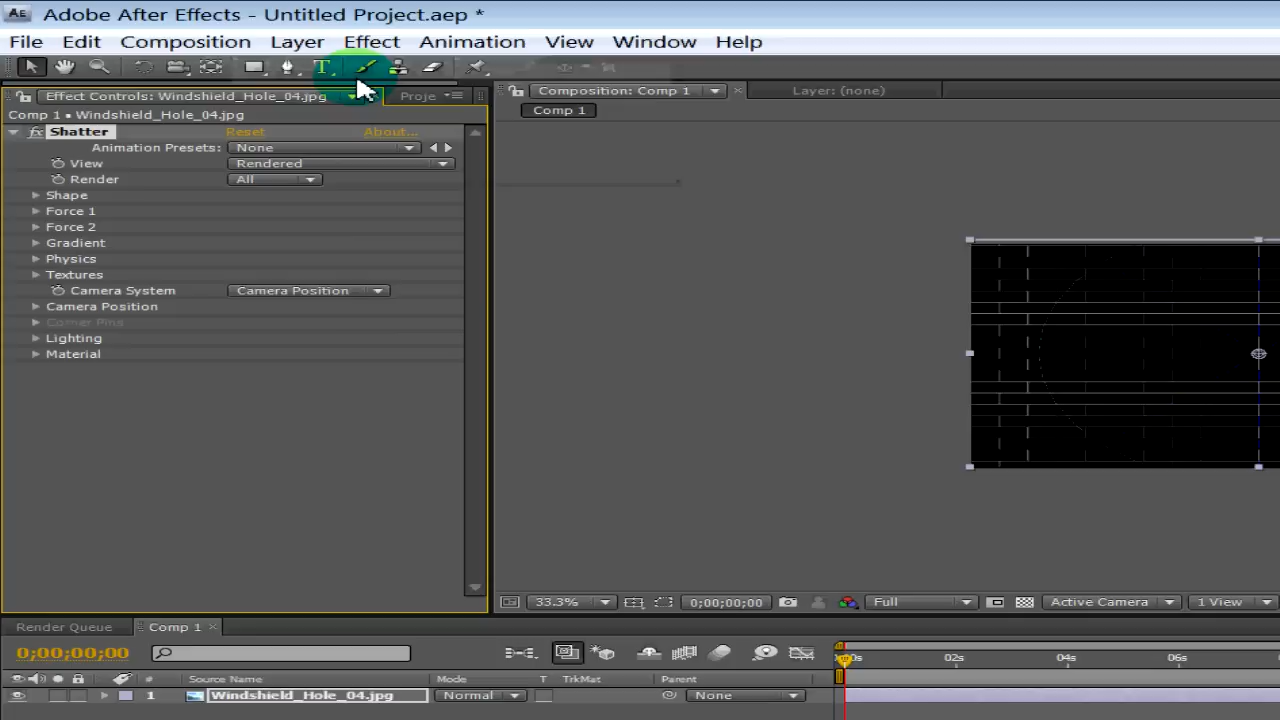 AE Adobe After Effects - Untitled Project.aep *
File Edit Custom Composition Layer Effect Animation View Window Help
T
Effect Controls: Windshield_Hole_04.jpg Proje
Composition: Comp 1 Layer: (none)
Comp 1 • Windshield_Hole_04.jpg
Comp 1
fx Shatter Reset About...
Animation Presets: None
View Rendered
Render All
Shape
Force 1
Force 2
Gradient
Physics
Textures
Camera System Camera Position
Camera Position
Corner Pins
Lighting
Material
33.3% 0;00;00;00 Full Active Camera 1 View
Render Queue Comp 1
0;00;00;00
0s 02s 04s 06s
# Source Name Mode T TrkMat Parent
1 Windshield_Hole_04.jpg Normal None